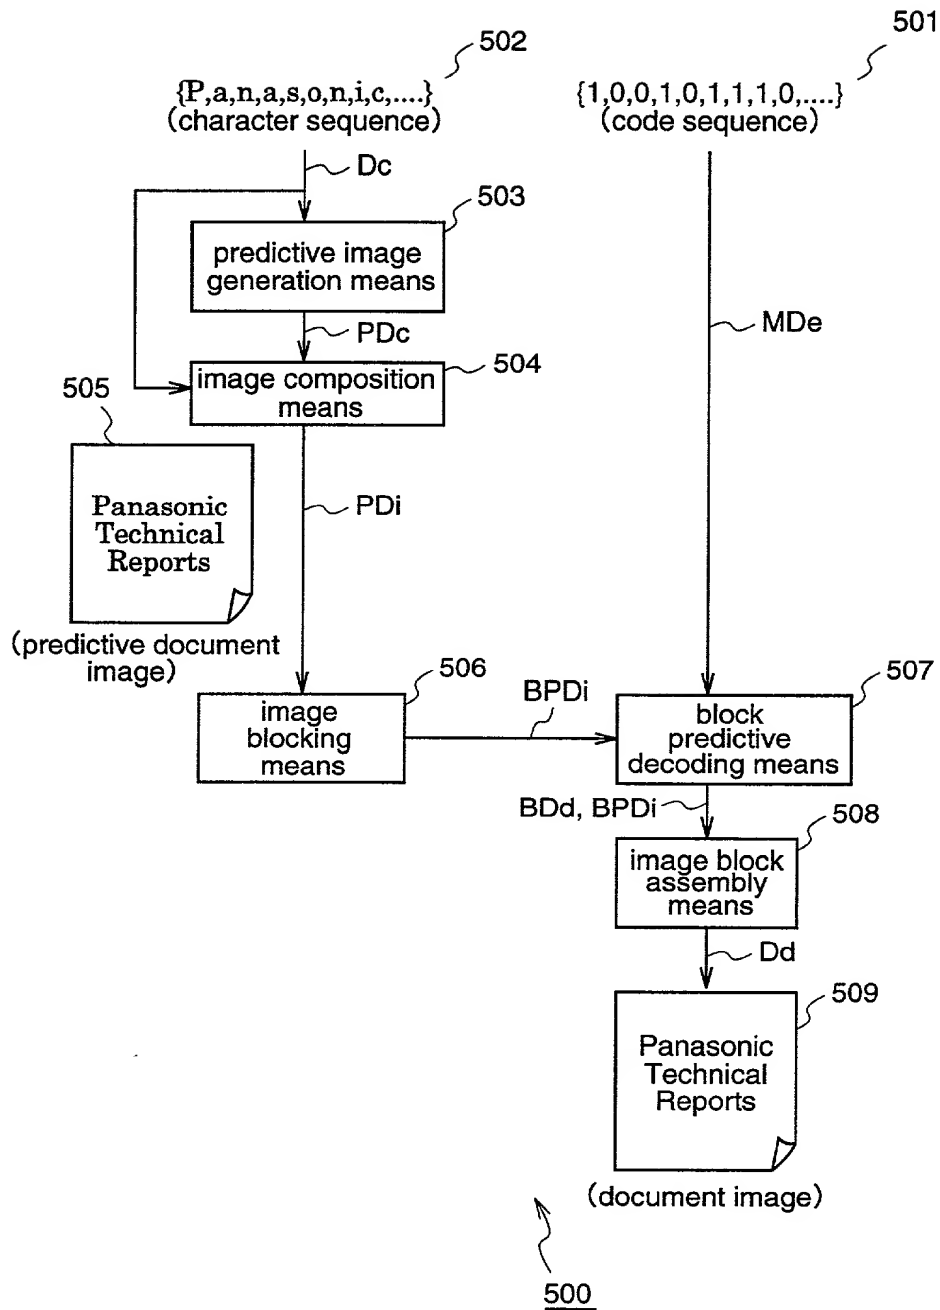 501
502
{P,a,n,a,s,o,n,i,c,....}
(character sequence)
{1,0,0,1,0,1,1,1,0,....}
(code sequence)
Dc
503
predictive image
generation means
PDc
MDe
504
image composition
means
505
Panasonic
Technical
Reports
PDi
(predictive document
image)
506
image
blocking
means
BPDi
507
block
predictive
decoding means
BDd, BPDi
508
image block
assembly
means
Dd
509
Panasonic
Technical
Reports
(document image)
500